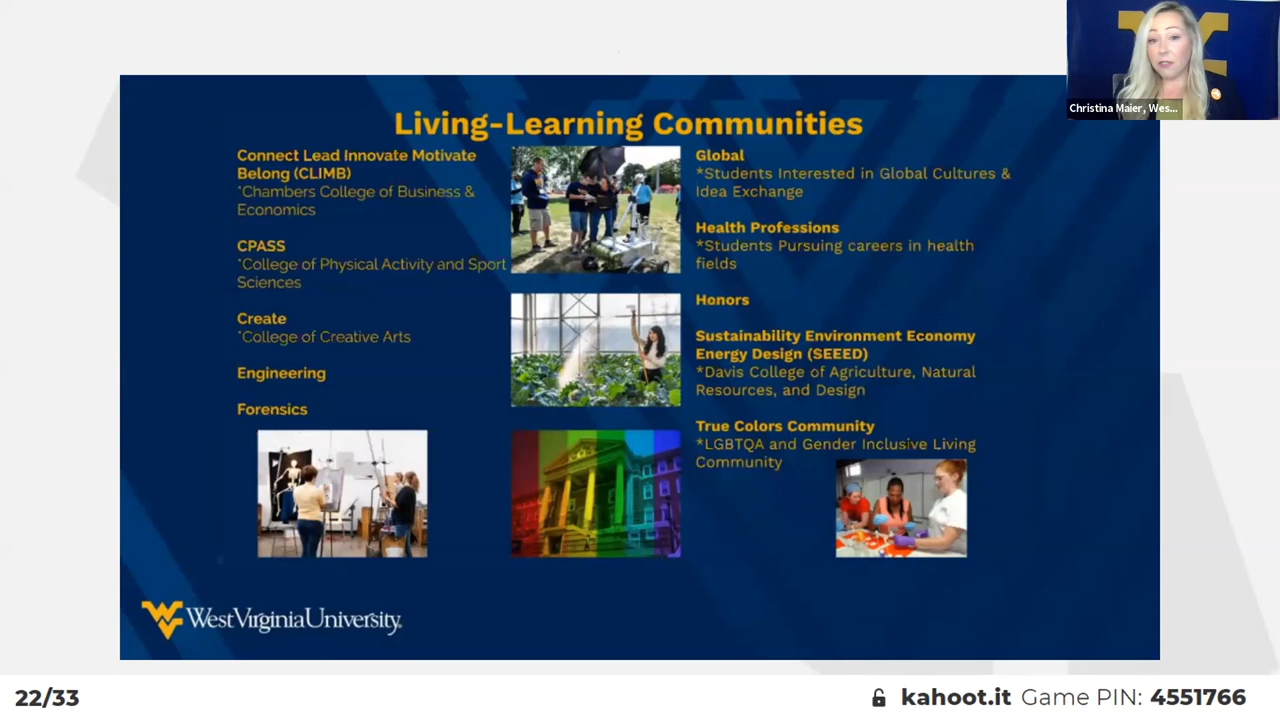 Christina Maier, Wes...
Living-Learning Communities
Connect Lead Innovate Motivate
Belong (CLIMB)
*Chambers College of Business &
Economics
CPASS
*College of Physical Activity and Sport
Sciences
Create
*College of Creative Arts
Engineering
Forensics
Global
*Students Interested in Global Cultures &
Idea Exchange
Health Professions
*Students Pursuing careers in health
fields
Honors
Sustainability Environment Economy
Energy Design (SEEED)
*Davis College of Agriculture, Natural
Resources, and Design
True Colors Community
*LGBTQA and Gender Inclusive Living
Community
WestVirginiaUniversity.
22/33
kahoot.it Game PIN: 4551766